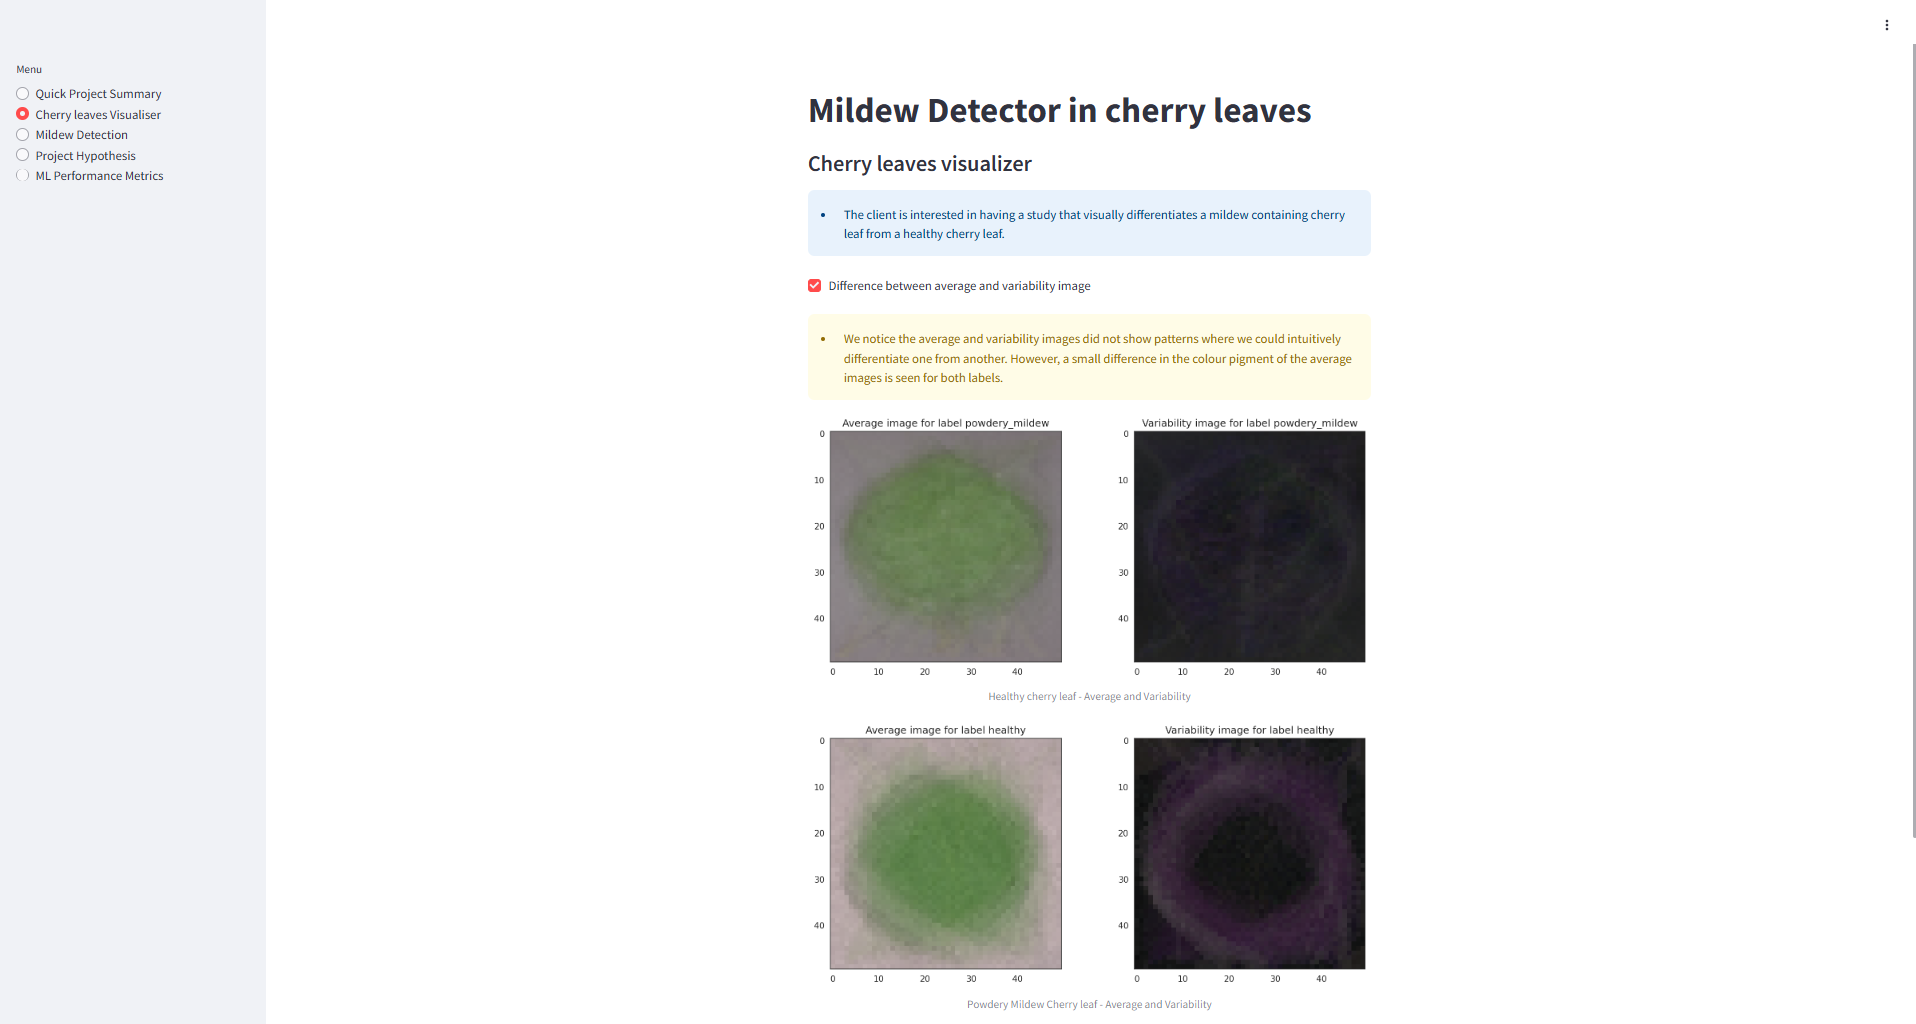 Menu
Quick Project Summary
Cherry leaves Visualiser
Mildew Detection
Project Hypothesis
ML Performance Metrics
Mildew Detector in cherry leaves
Cherry leaves visualizer
• The client is interested in having a study that visually differentiates a mildew containing cherry
leaf from a healthy cherry leaf.
Difference between average and variability image
• We notice the average and variability images did not show patterns where we could intuitively
differentiate one from another. However, a small difference in the colour pigment of the average
images is seen for both labels.
Average image for label powdery_mildew
0
10
20
30
40
0 10 20 30 40
Variability image for label powdery_mildew
0
10
20
30
40
0 10 20 30 40
Healthy cherry leaf - Average and Variability
Average image for label healthy
0
10
20
30
40
0 10 20 30 40
Variability image for label healthy
0
10
20
30
40
0 10 20 30 40
Powdery Mildew Cherry leaf - Average and Variability